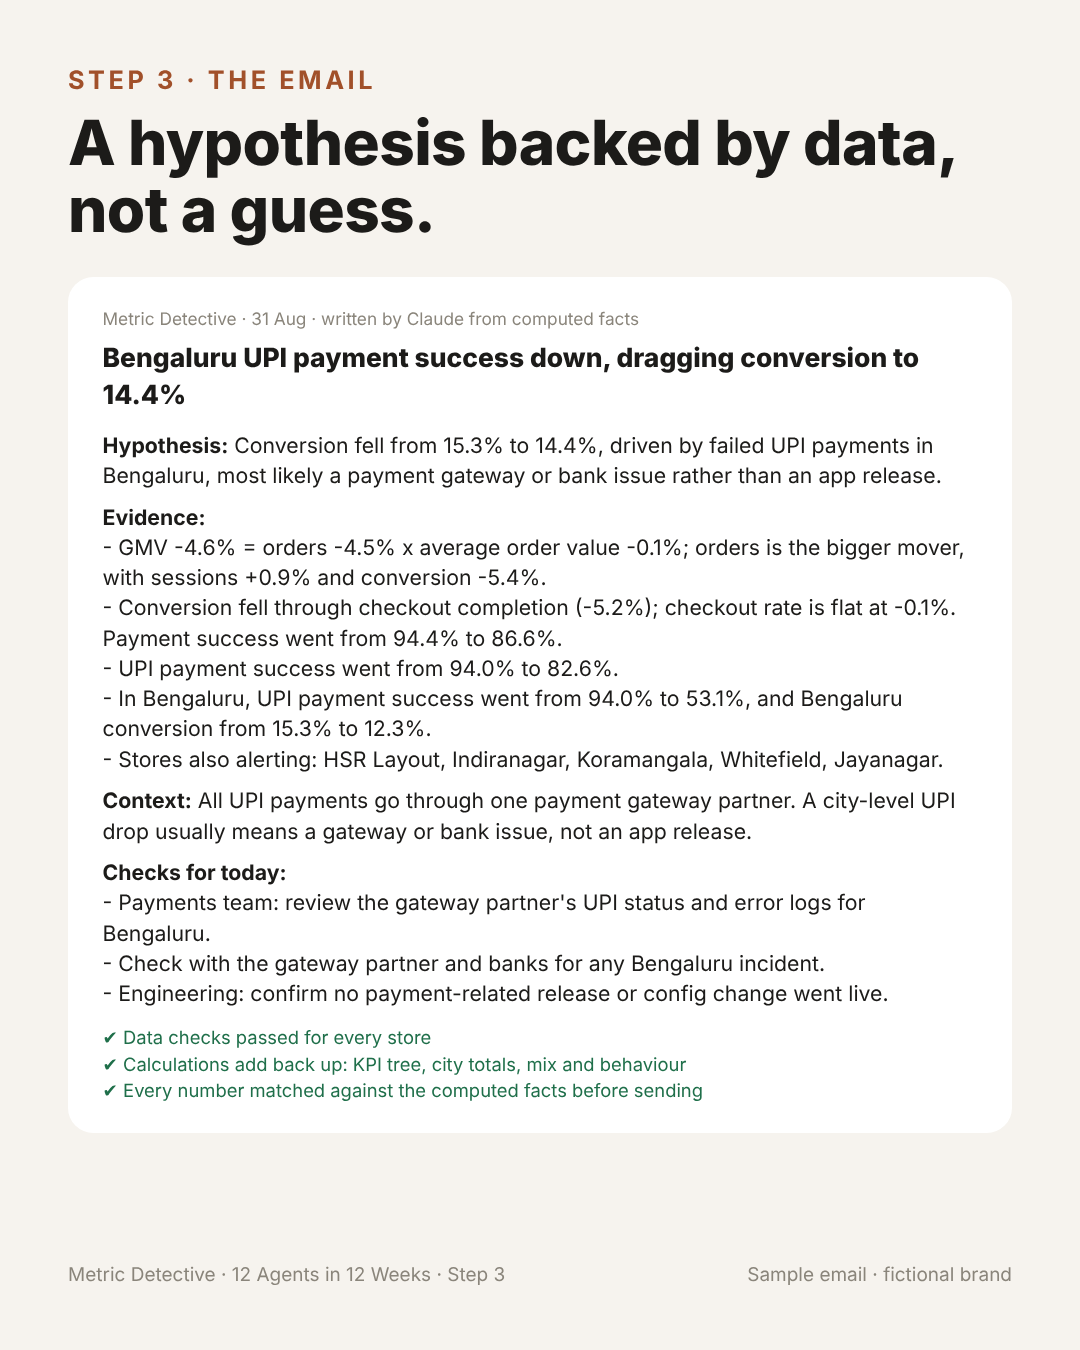 STEP 3 · THE EMAIL
A hypothesis backed by data,
not a guess.
Metric Detective · 31 Aug · written by Claude from computed facts
Bengaluru UPI payment success down, dragging conversion to
14.4%
Hypothesis: Conversion fell from 15.3% to 14.4%, driven by failed UPI payments in
Bengaluru, most likely a payment gateway or bank issue rather than an app release.
Evidence:
- GMV -4.6% = orders -4.5% x average order value -0.1%; orders is the bigger mover,
with sessions +0.9% and conversion -5.4%.
- Conversion fell through checkout completion (-5.2%); checkout rate is flat at -0.1%.
Payment success went from 94.4% to 86.6%.
- UPI payment success went from 94.0% to 82.6%.
- In Bengaluru, UPI payment success went from 94.0% to 53.1%, and Bengaluru
conversion from 15.3% to 12.3%.
- Stores also alerting: HSR Layout, Indiranagar, Koramangala, Whitefield, Jayanagar.
Context: All UPI payments go through one payment gateway partner. A city-level UPI
drop usually means a gateway or bank issue, not an app release.
Checks for today:
- Payments team: review the gateway partner's UPI status and error logs for
Bengaluru.
- Check with the gateway partner and banks for any Bengaluru incident.
- Engineering: confirm no payment-related release or config change went live.
✔ Data checks passed for every store
✔ Calculations add back up: KPI tree, city totals, mix and behaviour
✔ Every number matched against the computed facts before sending
Metric Detective · 12 Agents in 12 Weeks · Step 3
Sample email · fictional brand